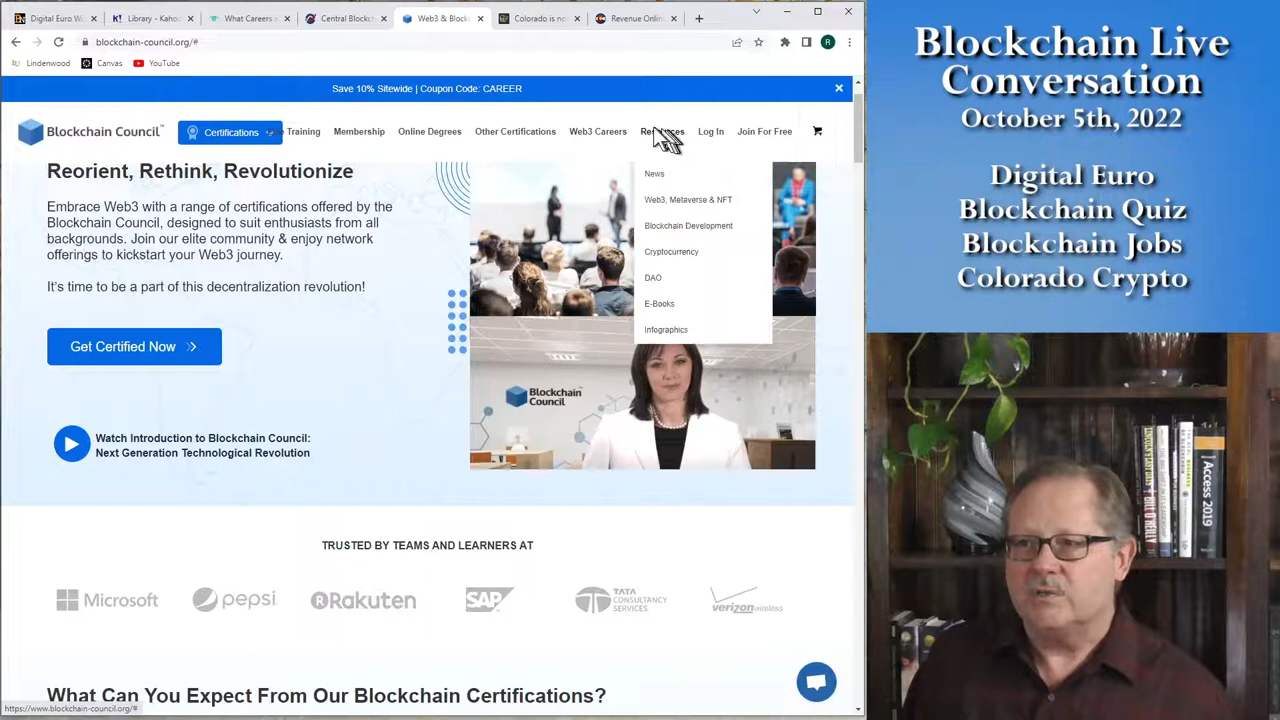 Digital Euro Wo
Library - Kahoo
What Careers a
Central Blockch
Web3 & Block
Colorado is no
Revenue Onlin
blockchain-council.org/#
R
Lindenwood
Canvas
YouTube
Save 10% Sitewide | Coupon Code: CAREER
Blockchain Council™
Certifications
Training
Membership
Online Degrees
Other Certifications
Web3 Careers
Log In
Join For Free
News
Web3, Metaverse & NFT
Blockchain Development
Cryptocurrency
DAO
E-Books
Infographics
Reorient, Rethink, Revolutionize
Embrace Web3 with a range of certifications offered by the
Blockchain Council, designed to suit enthusiasts from all
backgrounds. Join our elite community & enjoy network
offerings to kickstart your Web3 journey.
It's time to be a part of this decentralization revolution!
Get Certified Now
Blockchain
Council
Watch Introduction to Blockchain Council:
Next Generation Technological Revolution
TRUSTED BY TEAMS AND LEARNERS AT
Microsoft
pepsi
Rakuten
SAP
TATA
CONSULTANCY
SERVICES
verizon wireless
What Can You Expect From Our Blockchain Certifications?
https://www.blockchain-council.org/#
Blockchain Live
Conversation
October 5th, 2022
Digital Euro
Blockchain Quiz
Blockchain Jobs
Colorado Crypto
Access 2019